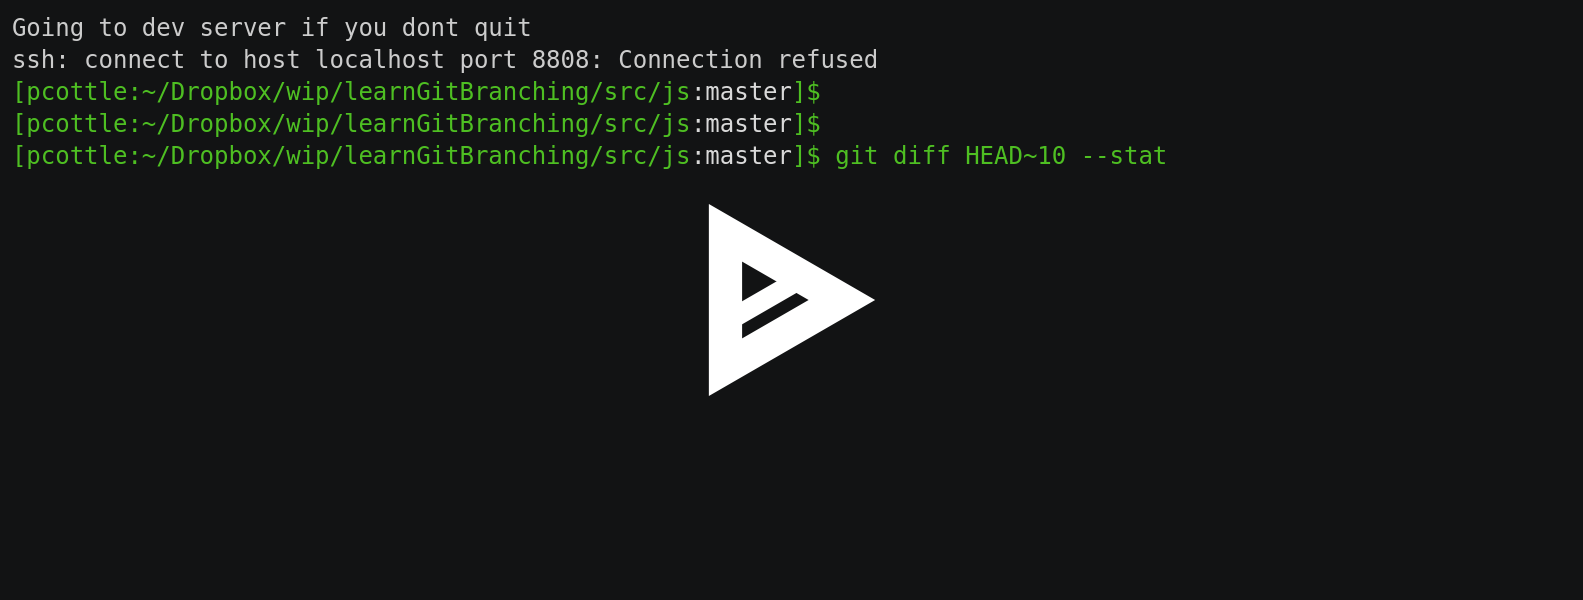 Going to dev server if you dont quit
ssh: connect to host localhost port 8808: Connection refused
[pcottle:~/Dropbox/wip/learnGitBranching/src/js:master]$
[pcottle:~/Dropbox/wip/learnGitBranching/src/js:master]$
[pcottle:~/Dropbox/wip/learnGitBranching/src/js:master]$ git diff HEAD~10 --stat